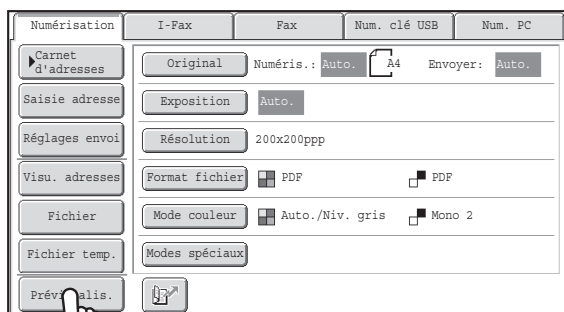 Numérisation I-Fax Fax Num. clé USB Num. PC
Carnet d'adresses
Original Numéris.: Auto. A4 Envoyer: Auto.
Saisie adresse
Exposition Auto.
Réglages envoi
Résolution 200x200ppp
Visu. adresses
Format fichier PDF PDF
Fichier
Mode couleur Auto./Niv. gris Mono 2
Fichier temp.
Modes spéciaux